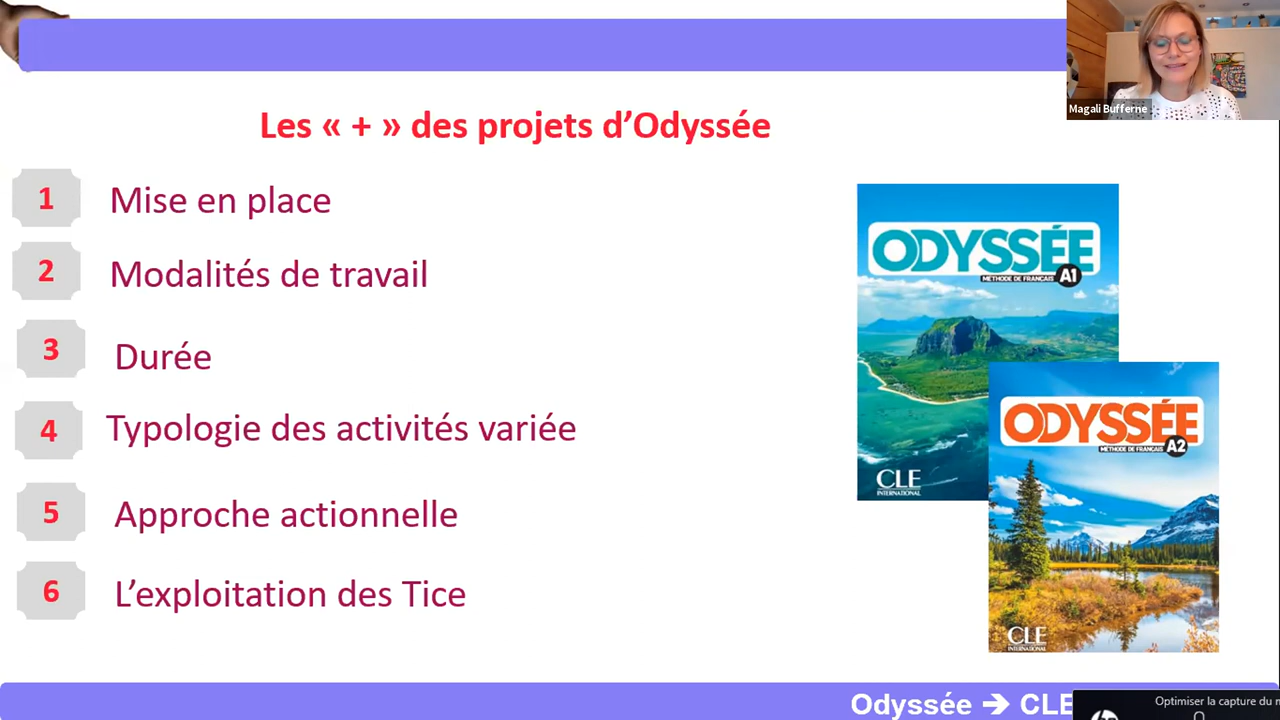 Magali Bufferne
Les « + » des projets d’Odyssée
1 Mise en place
2 Modalités de travail
3 Durée
4 Typologie des activités variée
5 Approche actionnelle
6 L’exploitation des Tice
ODYSSÉE
MÉTHODE DE FRANÇAIS A1
CLE
INTERNATIONAL
ODYSSÉE
MÉTHODE DE FRANÇAIS A2
CLE
INTERNATIONAL
Odyssée ➔ CLE
Optimiser la capture du